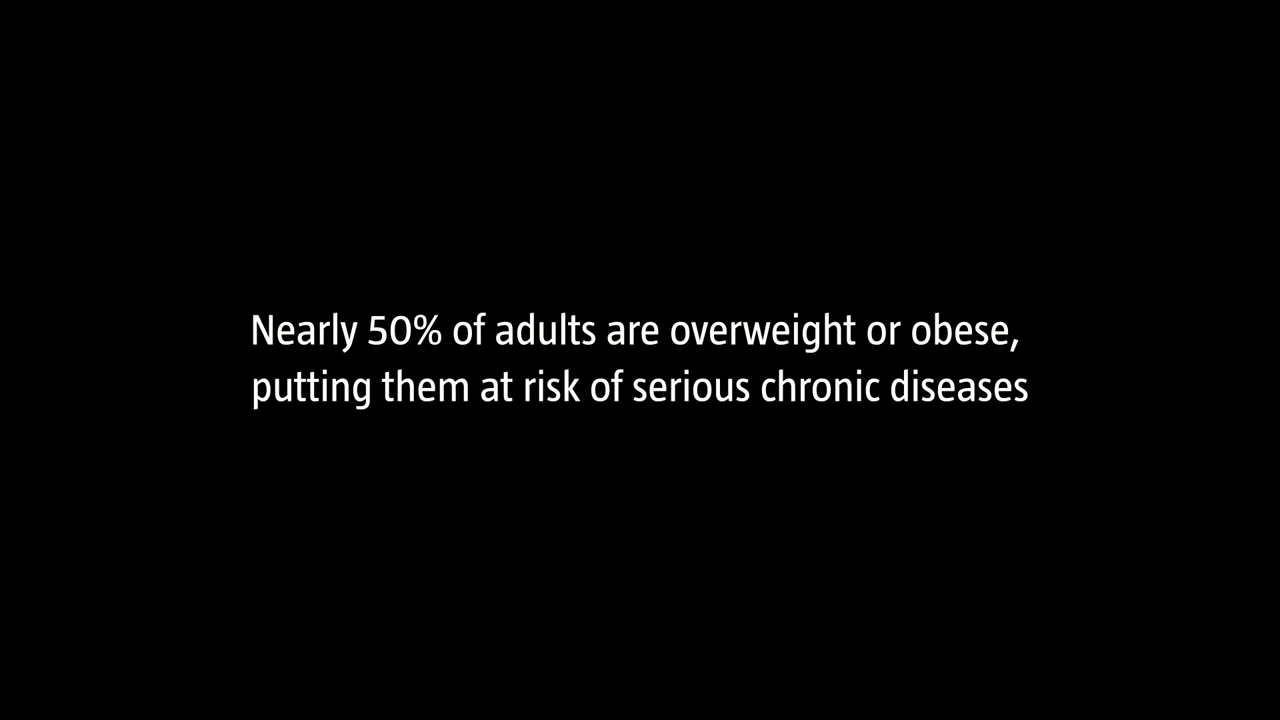 Nearly 50% of adults are overweight or obese,
putting them at risk of serious chronic diseases